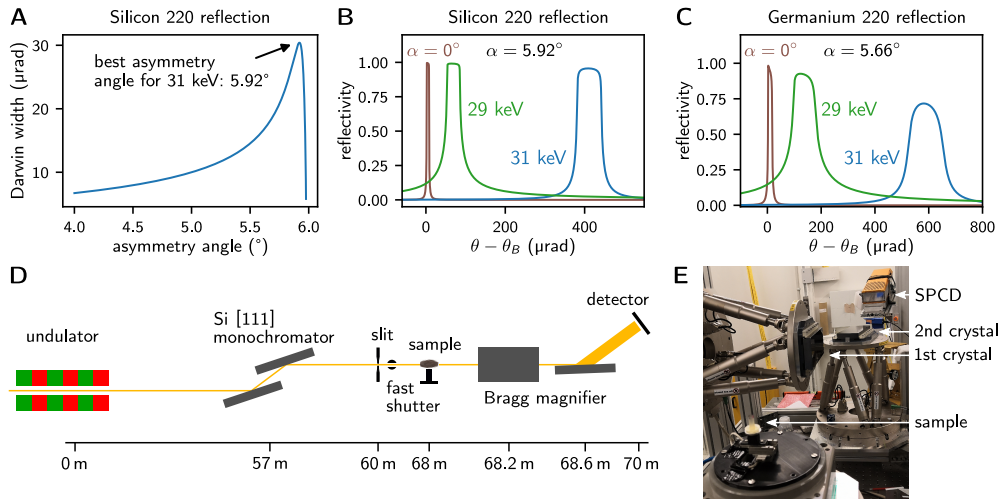 A
Silicon 220 reflection
Darwin width (μrad)
30
20
10
best asymmetry
angle for 31 keV: 5.92°
4.0 4.5 5.0 5.5 6.0
asymmetry angle (°)
B
Silicon 220 reflection
α = 0° α = 5.92°
reflectivity
1.00
0.75
0.50
0.25
0.00
29 keV
31 keV
0 200 400
θ − θB (μrad)
C
Germanium 220 reflection
α = 0° α = 5.66°
reflectivity
1.00
0.75
0.50
0.25
0.00
29 keV
31 keV
0 200 400 600 800
θ − θB (μrad)
D
undulator
Si [111]
monochromator
slit
fast
shutter
sample
Bragg magnifier
detector
0 m 57 m 60 m 68 m 68.2 m 68.6 m 70 m
E
SPCD
2nd crystal
1st crystal
sample